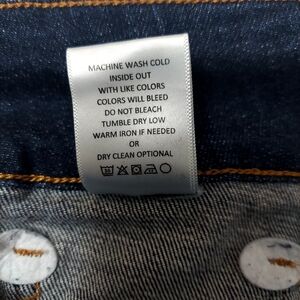 MACHINE WASH COLD
INSIDE OUT
WITH LIKE COLORS
COLORS WILL BLEED
DO NOT BLEACH
TUMBLE DRY LOW
WARM IRON IF NEEDED
OR
DRY CLEAN OPTIONAL